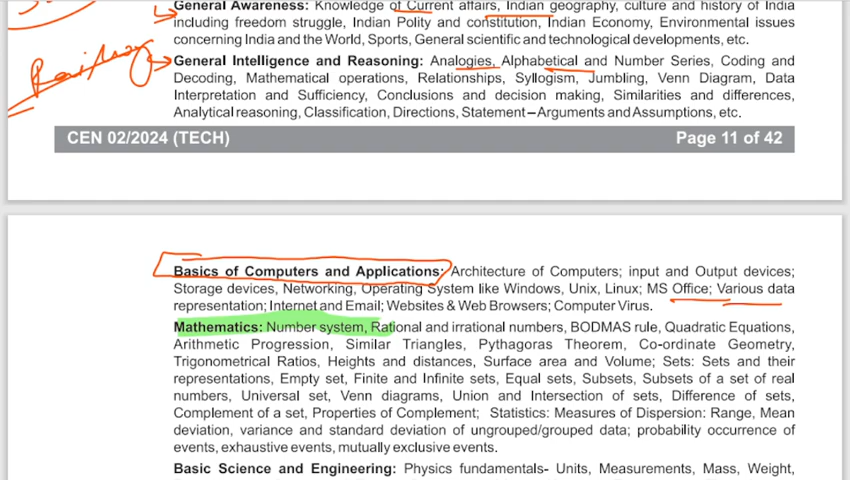 General Awareness: Knowledge of Current affairs, Indian geography, culture and history of India
including freedom struggle, Indian Polity and constitution, Indian Economy, Environmental issues
concerning India and the World, Sports, General scientific and technological developments, etc.
Railway
General Intelligence and Reasoning: Analogies, Alphabetical and Number Series, Coding and
Decoding, Mathematical operations, Relationships, Syllogism, Jumbling, Venn Diagram, Data
Interpretation and Sufficiency, Conclusions and decision making, Similarities and differences,
Analytical reasoning, Classification, Directions, Statement – Arguments and Assumptions, etc.
CEN 02/2024 (TECH) Page 11 of 42
Basics of Computers and Applications: Architecture of Computers; input and Output devices;
Storage devices, Networking, Operating System like Windows, Unix, Linux; MS Office; Various data
representation; Internet and Email; Websites & Web Browsers; Computer Virus.
Mathematics: Number system, Rational and irrational numbers, BODMAS rule, Quadratic Equations,
Arithmetic Progression, Similar Triangles, Pythagoras Theorem, Co-ordinate Geometry,
Trigonometrical Ratios, Heights and distances, Surface area and Volume; Sets: Sets and their
representations, Empty set, Finite and Infinite sets, Equal sets, Subsets, Subsets of a set of real
numbers, Universal set, Venn diagrams, Union and Intersection of sets, Difference of sets,
Complement of a set, Properties of Complement; Statistics: Measures of Dispersion: Range, Mean
deviation, variance and standard deviation of ungrouped/grouped data; probability occurrence of
events, exhaustive events, mutually exclusive events.
Basic Science and Engineering: Physics fundamentals- Units, Measurements, Mass, Weight,